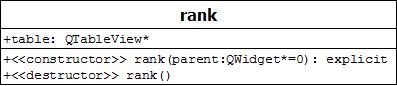 rank
+table: QTableView*
+<<constructor>> rank(parent:QWidget*=0): explicit
+<<destructor>> rank()